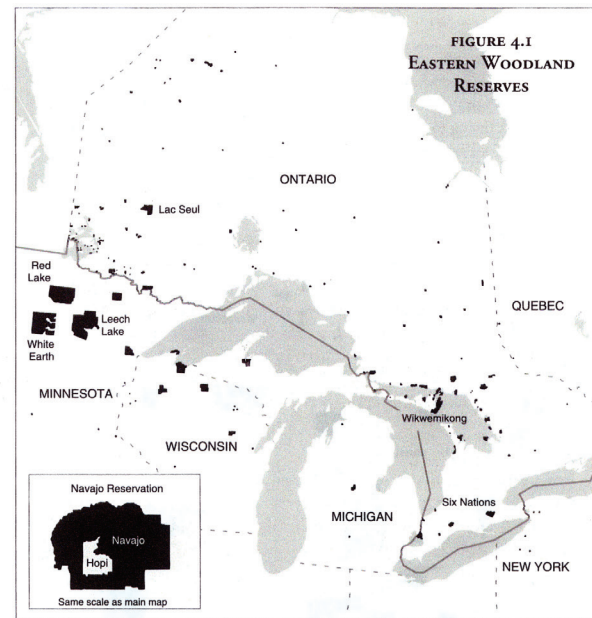 FIGURE 4.1
EASTERN WOODLAND
RESERVES
ONTARIO
Lac Seul
Red
Lake
Leech
Lake
White
Earth
QUEBEC
MINNESOTA
Wikwemikong
WISCONSIN
Six Nations
MICHIGAN
NEW YORK
Navajo Reservation
Navajo
Hopi
Same scale as main map